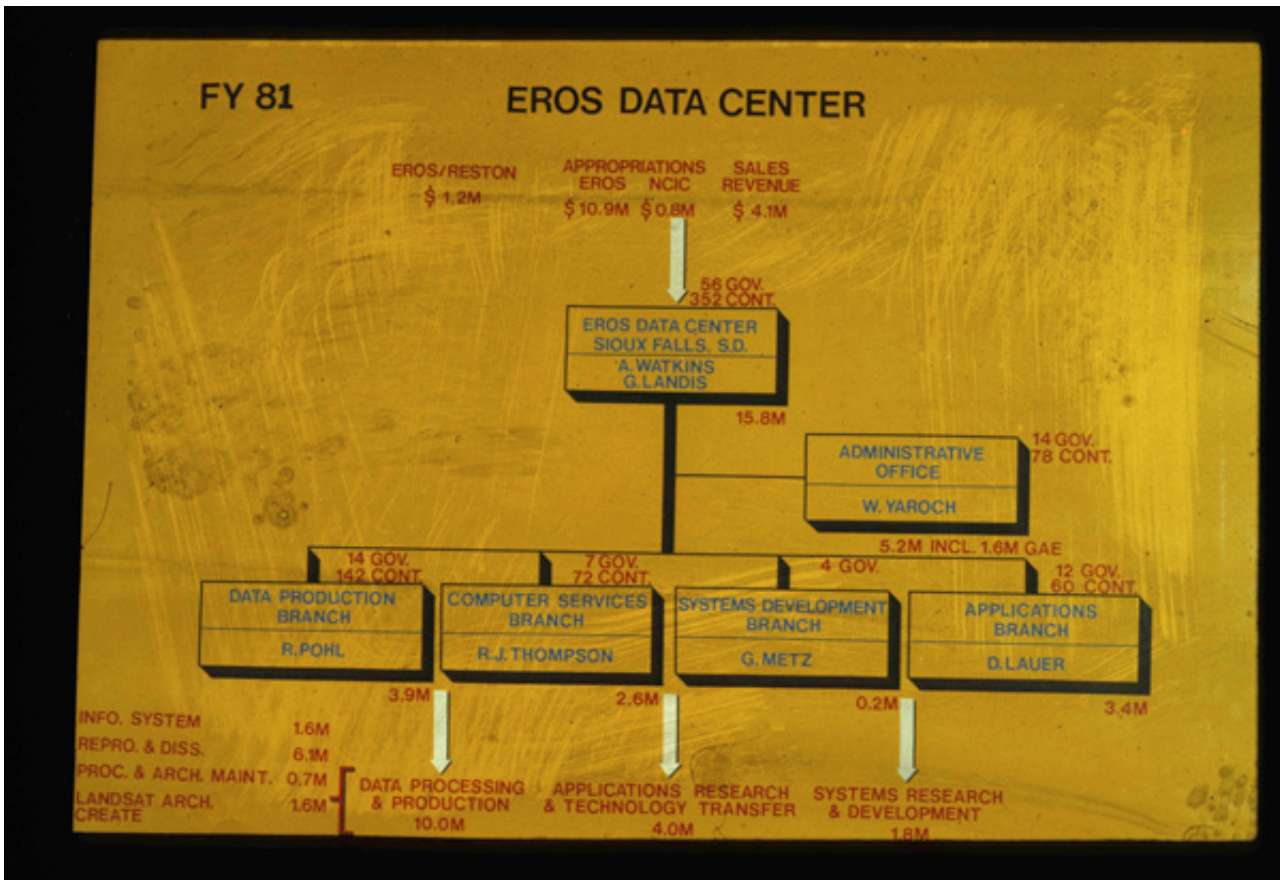 FY 81
EROS DATA CENTER
EROS/RESTON
$ 1.2M
APPROPRIATIONS
EROS NCIC
$ 10.9M $ 0.8M
SALES
REVENUE
$ 4.1M
56 GOV.
352 CONT.
EROS DATA CENTER
SIOUX FALLS, S.D.
A. WATKINS
G. LANDIS
15.8M
14 GOV.
78 CONT.
ADMINISTRATIVE
OFFICE
W. YAROCH
5.2M INCL. 1.6M GAE
14 GOV.
142 CONT.
DATA PRODUCTION
BRANCH
R. POHL
3.9M
7 GOV.
72 CONT.
COMPUTER SERVICES
BRANCH
R.J. THOMPSON
2.6M
4 GOV.
SYSTEMS DEVELOPMENT
BRANCH
G. METZ
0.2M
12 GOV.
60 CONT.
APPLICATIONS
BRANCH
D. LAUER
3.4M
INFO. SYSTEM 1.6M
REPRO. & DISS. 6.1M
PROC. & ARCH. MAINT. 0.7M
LANDSAT ARCH.
CREATE 1.6M
DATA PROCESSING
& PRODUCTION
10.0M
APPLICATIONS RESEARCH
& TECHNOLOGY TRANSFER
4.0M
SYSTEMS RESEARCH
& DEVELOPMENT
1.8M